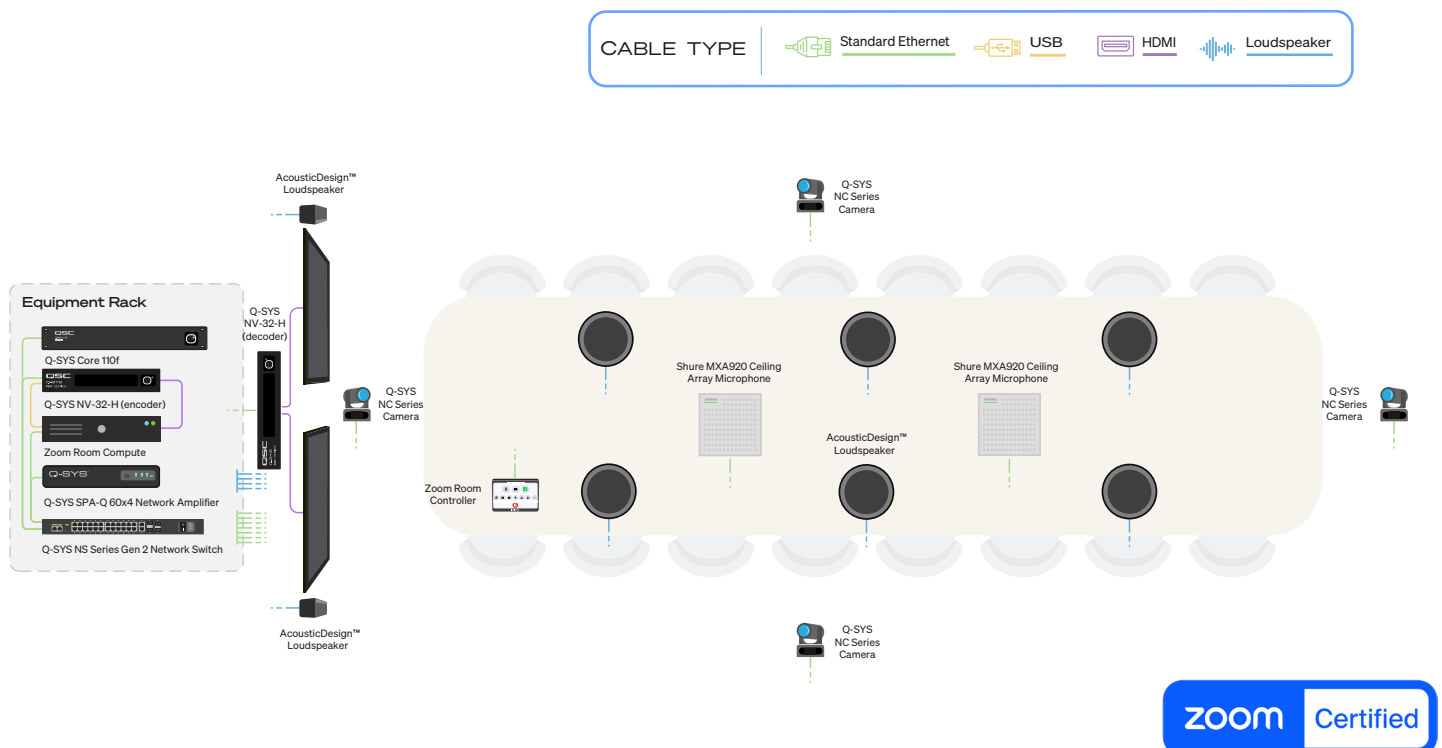 CABLE TYPE
Standard Ethernet
USB
HDMI
Loudspeaker
AcousticDesign™
Loudspeaker
Q-SYS
NC Series
Camera
Equipment Rack
QSC
Q-SYS Core 110f
QSC
Q-SYS
NV-32-H (encoder)
Zoom Room Compute
Q-SYS
Q-SYS SPA-Q 60x4 Network Amplifier
Q-SYS NS Series Gen 2 Network Switch
Q-SYS
NV-32-H
(decoder)
QSC
Q-SYS
NC Series
Camera
Shure MXA920 Ceiling
Array Microphone
Shure MXA920 Ceiling
Array Microphone
AcousticDesign™
Loudspeaker
Zoom Room
Controller
Q-SYS
NC Series
Camera
AcousticDesign™
Loudspeaker
Q-SYS
NC Series
Camera
zoom
Certified